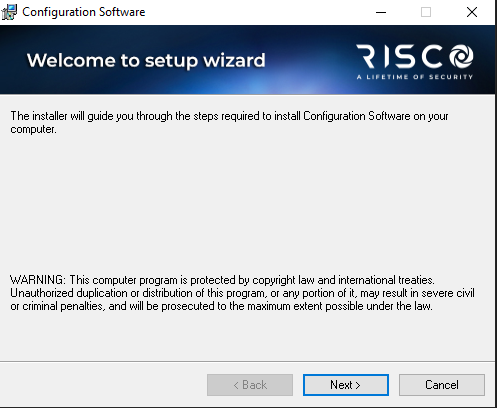 Configuration Software
Welcome to setup wizard
RISCO
A LIFETIME OF SECURITY
The installer will guide you through the steps required to install Configuration Software on your
computer.
WARNING: This computer program is protected by copyright law and international treaties.
Unauthorized duplication or distribution of this program, or any portion of it, may result in severe civil
or criminal penalties, and will be prosecuted to the maximum extent possible under the law.
< Back
Next >
Cancel